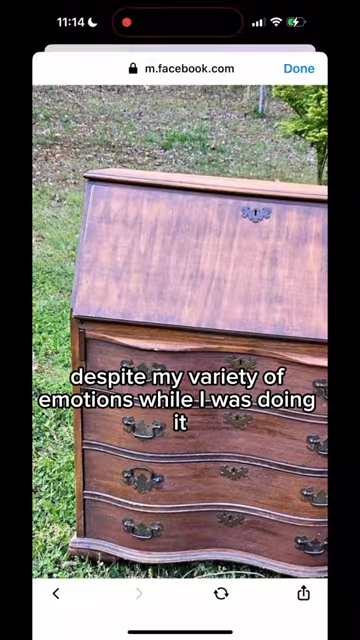 11:14
m.facebook.com
Done
despite my variety of
emotions while I was doing
it